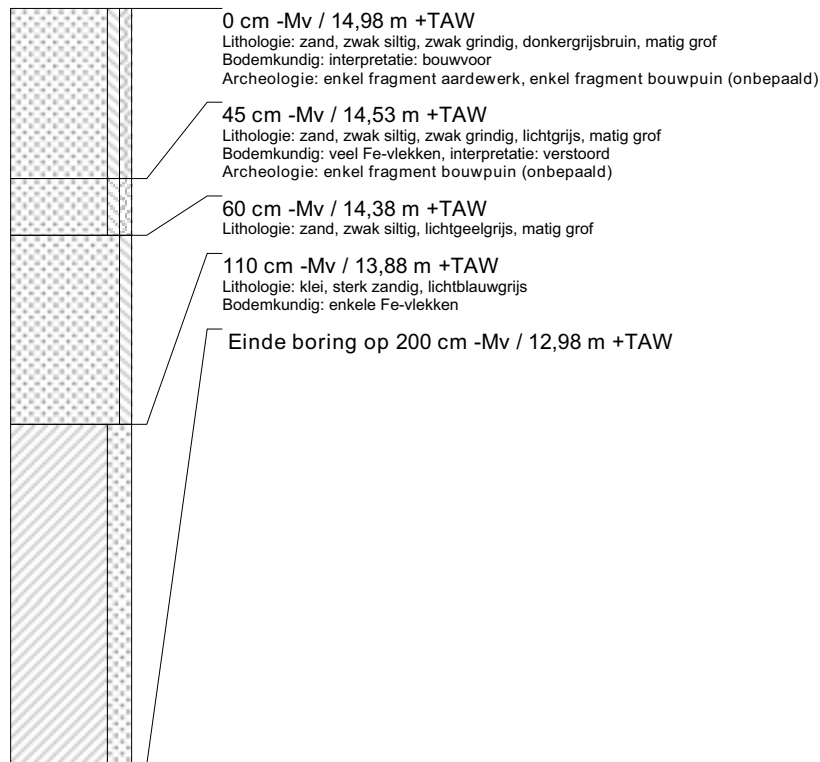 0 cm -Mv / 14,98 m +TAW
Lithologie: zand, zwak siltig, zwak grindig, donkergrijsbruin, matig grof
Bodemkundig: interpretatie: bouwvoor
Archeologie: enkel fragment aardewerk, enkel fragment bouwpuin (onbepaald)
45 cm -Mv / 14,53 m +TAW
Lithologie: zand, zwak siltig, zwak grindig, lichtgrijs, matig grof
Bodemkundig: veel Fe-vlekken, interpretatie: verstoord
Archeologie: enkel fragment bouwpuin (onbepaald)
60 cm -Mv / 14,38 m +TAW
Lithologie: zand, zwak siltig, lichtgeelgrijs, matig grof
110 cm -Mv / 13,88 m +TAW
Lithologie: klei, sterk zandig, lichtblauwgrijs
Bodemkundig: enkele Fe-vlekken
Einde boring op 200 cm -Mv / 12,98 m +TAW